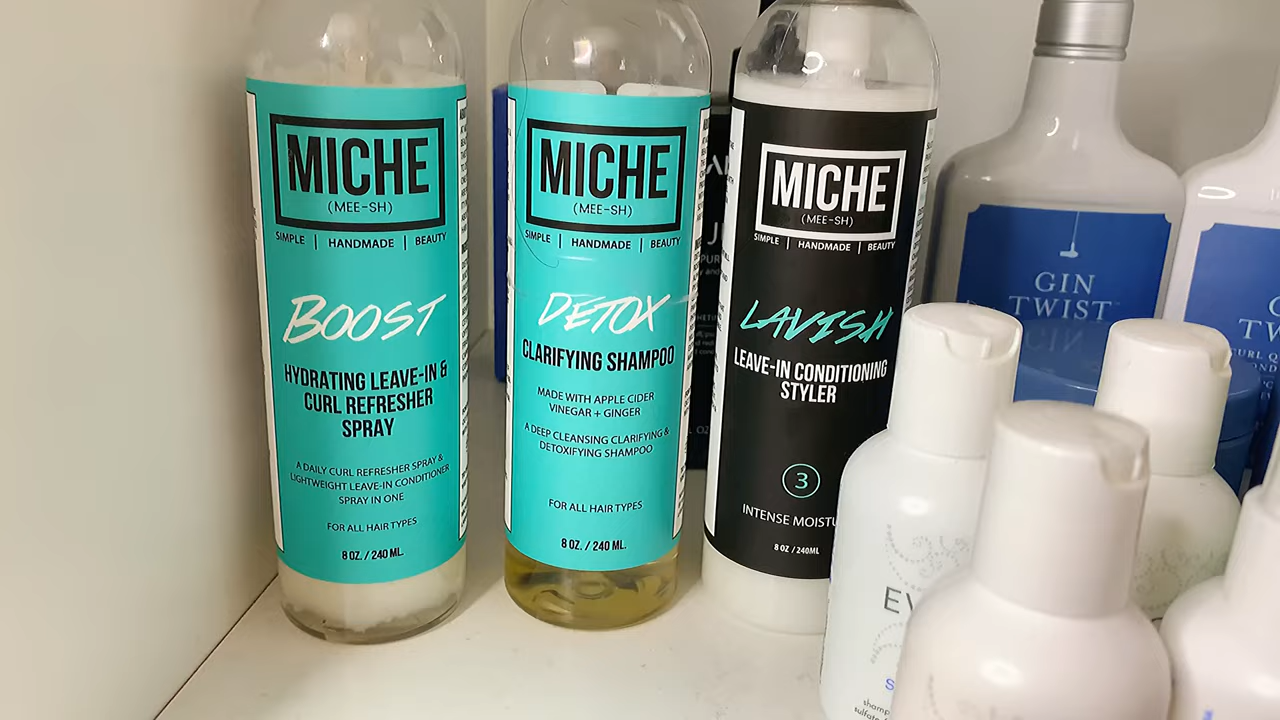 MICHE
(MEE-SH)
SIMPLE | HANDMADE | BEAUTY
BOOST
HYDRATING LEAVE-IN &
CURL REFRESHER
SPRAY
A DAILY CURL REFRESHER SPRAY &
LIGHTWEIGHT LEAVE-IN CONDITIONER
SPRAY IN ONE
FOR ALL HAIR TYPES
8 OZ. / 240 ML.
MICHE
(MEE-SH)
SIMPLE | HANDMADE | BEAUTY
DETOX
CLARIFYING SHAMPOO
MADE WITH APPLE CIDER
VINEGAR + GINGER
A DEEP CLEANSING CLARIFYING &
DETOXIFYING SHAMPOO
FOR ALL HAIR TYPES
8 OZ. / 240 ML.
MICHE
(MEE-SH)
SIMPLE | HANDMADE | BEAUTY
LAVISH
LEAVE-IN CONDITIONING
STYLER
3
INTENSE MOISTU
8 OZ / 240ML
GIN
TWIST
EV